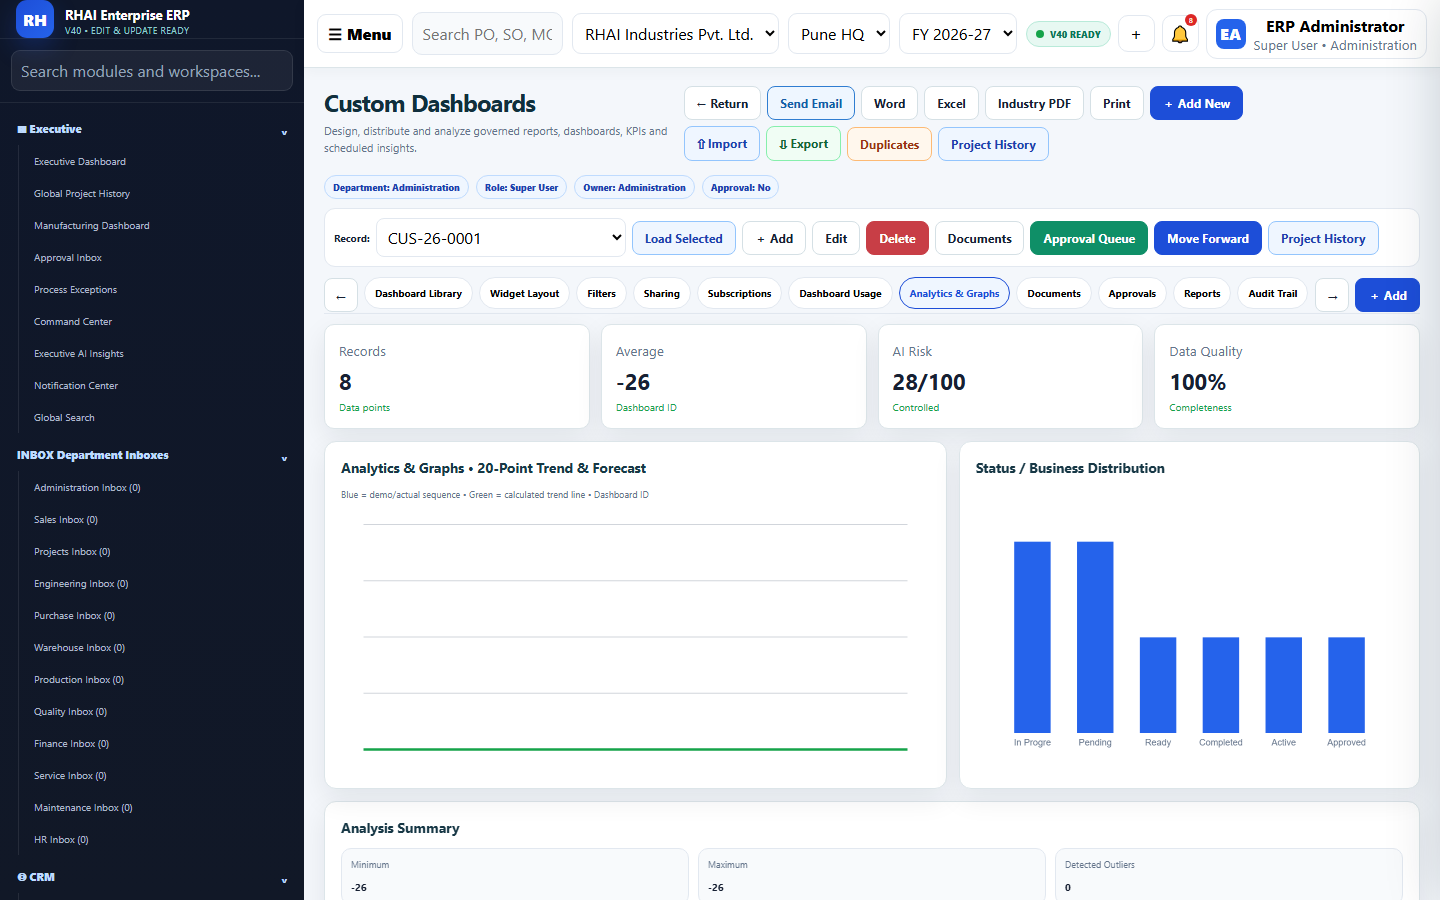 RH
RHAI Enterprise ERP
V40 • EDIT & UPDATE READY
Search modules and workspaces...
Executive
Executive Dashboard
Global Project History
Manufacturing Dashboard
Approval Inbox
Process Exceptions
Command Center
Executive AI Insights
Notification Center
Global Search
INBOX Department Inboxes
Administration Inbox (0)
Sales Inbox (0)
Projects Inbox (0)
Engineering Inbox (0)
Purchase Inbox (0)
Warehouse Inbox (0)
Production Inbox (0)
Quality Inbox (0)
Finance Inbox (0)
Service Inbox (0)
Maintenance Inbox (0)
HR Inbox (0)
CRM
☰ Menu
Search PO, SO, MC
RHAI Industries Pvt. Ltd.
Pune HQ
FY 2026-27
V40 READY
+
8
EA
ERP Administrator
Super User • Administration
Custom Dashboards
Design, distribute and analyze governed reports, dashboards, KPIs and
scheduled insights.
← Return
Send Email
Word
Excel
Industry PDF
Print
+ Add New
⇧ Import
⇩ Export
Duplicates
Project History
Department: Administration
Role: Super User
Owner: Administration
Approval: No
Record:
CUS-26-0001
Load Selected
+ Add
Edit
Delete
Documents
Approval Queue
Move Forward
Project History
←
Dashboard Library
Widget Layout
Filters
Sharing
Subscriptions
Dashboard Usage
Analytics & Graphs
Documents
Approvals
Reports
Audit Trail
→
+ Add
Records
8
Data points
Average
-26
Dashboard ID
AI Risk
28/100
Controlled
Data Quality
100%
Completeness
Analytics & Graphs • 20-Point Trend & Forecast
Blue = demo/actual sequence • Green = calculated trend line • Dashboard ID
Status / Business Distribution
In Progre
Pending
Ready
Completed
Active
Approved
Analysis Summary
Minimum
-26
Maximum
-26
Detected Outliers
0